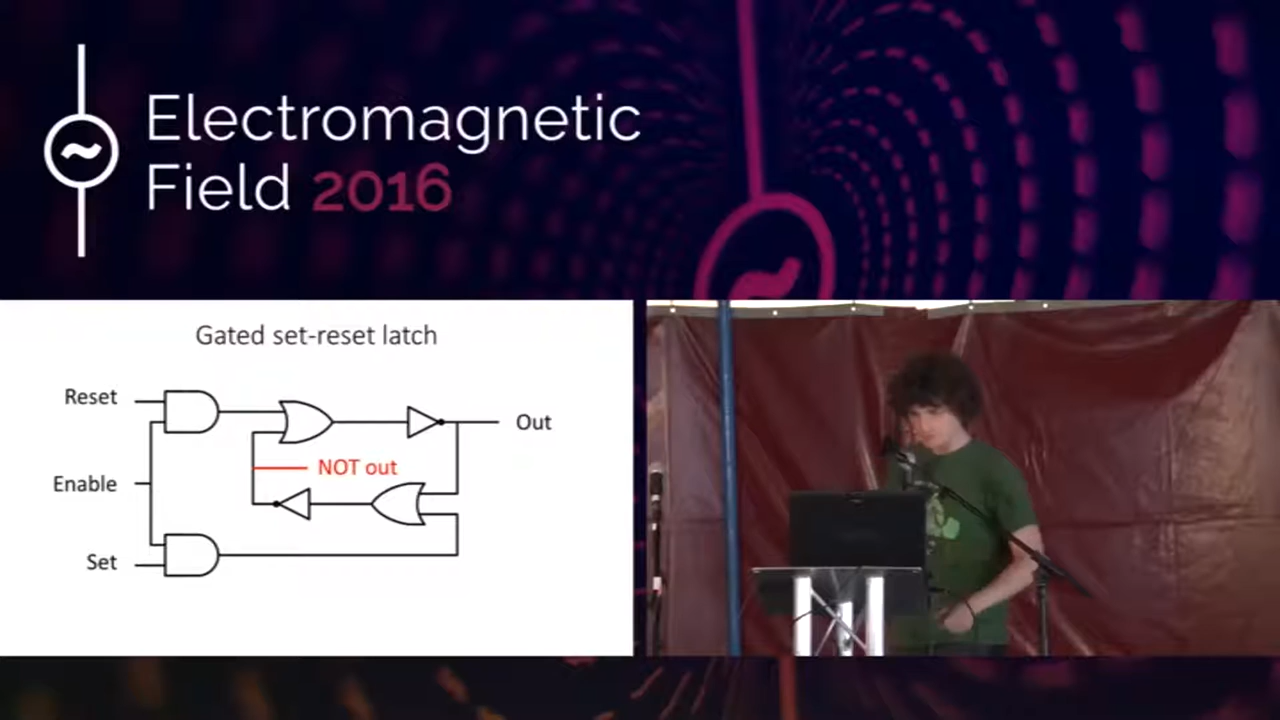 Electromagnetic
Field 2016
Gated set-reset latch
Reset
Out
NOT out
Enable
Set